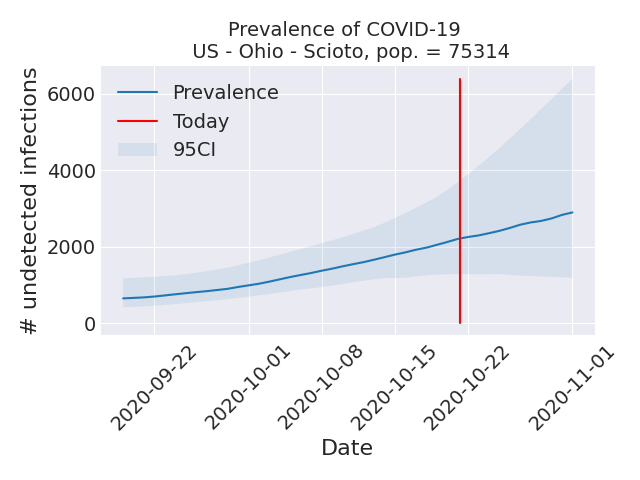 Prevalence of COVID-19
US - Ohio - Scioto, pop. = 75314
# undetected infections
6000
4000
2000
0
Prevalence
Today
95CI
2020-09-22
2020-10-01
2020-10-08
2020-10-15
2020-10-22
2020-11-01
Date